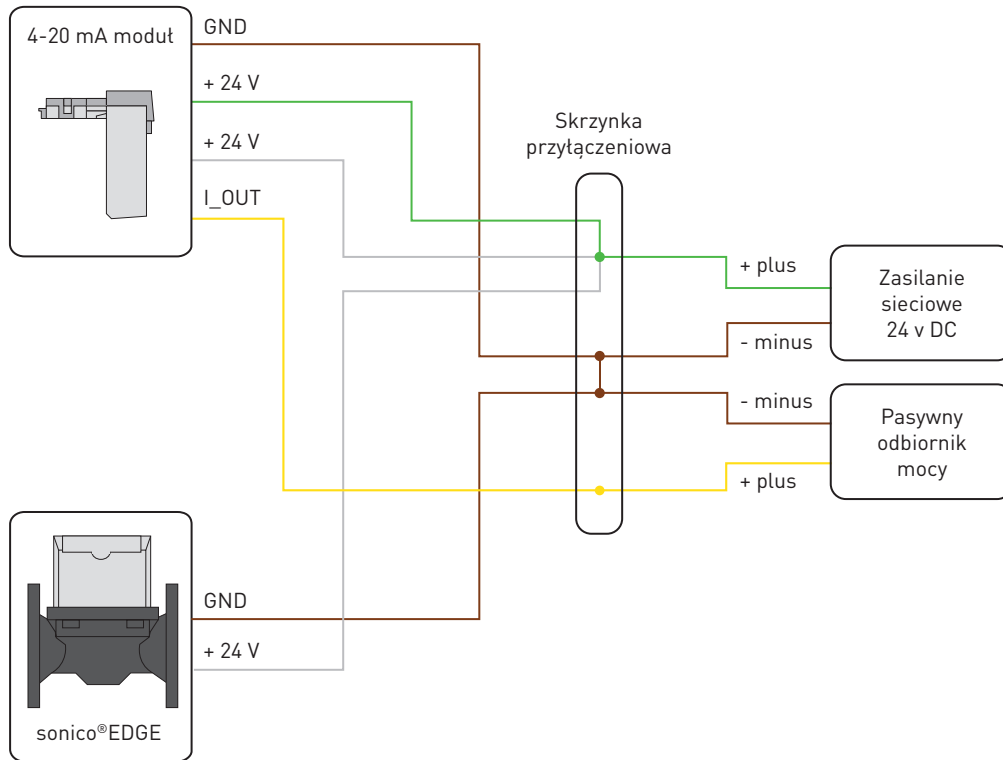 4-20 mA moduł
GND
+ 24 V
+ 24 V
I_OUT
Skrzynka
przyłączeniowa
+ plus
- minus
Zasilanie
sieciowe
24 v DC
- minus
+ plus
Pasywny
odbiornik
mocy
GND
+ 24 V
sonico®EDGE